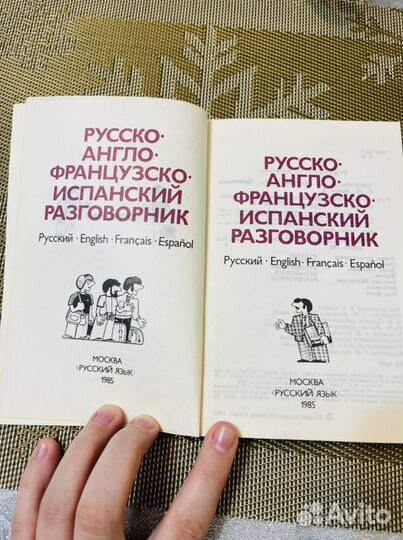 РУССКО·
АНГЛО·
ФРАНЦУЗСКО·
ИСПАНСКИЙ
РАЗГОВОРНИК
Русский · English · Français · Español
МОСКВА
«РУССКИЙ ЯЗЫК»
1985
РУССКО·
АНГЛО·
ФРАНЦУЗСКО·
ИСПАНСКИЙ
РАЗГОВОРНИК
Русский · English · Français · Español
МОСКВА
«РУССКИЙ ЯЗЫК»
1985
Avito